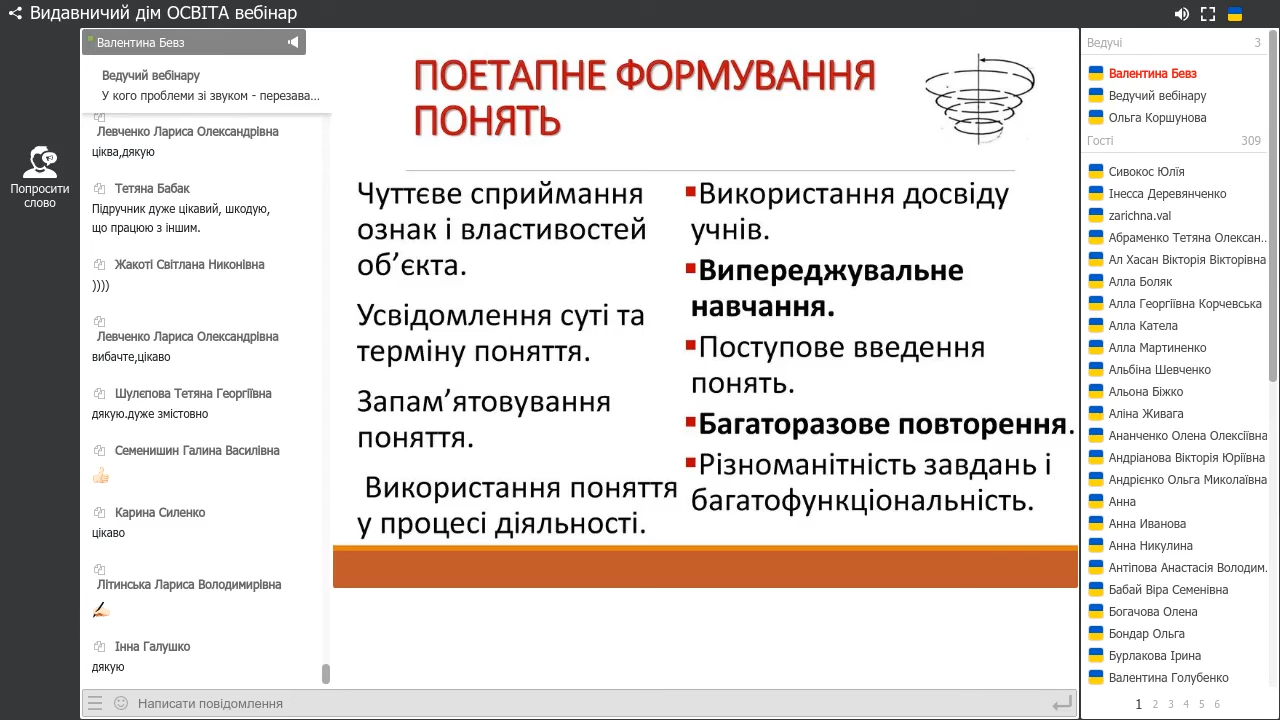 Видавничий дім ОСВІТА вебінар
Попросити
слово
Валентина Бевз
Ведучий вебінару
У кого проблеми зі звуком - перезава...
Левченко Лариса Олександрівна
ціква,дякую
Тетяна Бабак
Підручник дуже цікавий, шкодую,
що працюю з іншим.
Жакоті Світлана Никонівна
))))
Левченко Лариса Олександрівна
вибачте,цікаво
Шулєпова Тетяна Георгіївна
дякую.дуже змістовно
Семенишин Галина Василівна
Карина Силенко
цікаво
Літинська Лариса Володимирівна
Інна Галушко
дякую
Написати повідомлення
ПОЕТАПНЕ ФОРМУВАННЯ
ПОНЯТЬ
Чуттєве сприймання
ознак і властивостей
об’єкта.
Усвідомлення суті та
терміну поняття.
Запам’ятовування
поняття.
Використання поняття
у процесі діяльності.
▪Використання досвіду
учнів.
▪Випереджувальне
навчання.
▪Поступове введення
понять.
▪Багаторазове повторення.
▪Різноманітність завдань і
багатофункціональність.
Ведучі 3
Валентина Бевз
Ведучий вебінару
Ольга Коршунова
Гості 309
Сивокос Юлія
Інесса Деревянченко
zarichna.val
Абраменко Тетяна Олексан..
Ал Хасан Вікторія Вікторівна
Алла Боляк
Алла Георгіївна Корчевська
Алла Катела
Алла Мартиненко
Альбіна Шевченко
Альона Біжко
Аліна Живага
Ананченко Олена Олексіївна
Андріанова Вікторія Юріївна
Андрієнко Ольга Миколаївна
Анна
Анна Иванова
Анна Никулина
Антіпова Анастасія Володим.
Бабай Віра Семенівна
Богачова Олена
Бондар Ольга
Бурлакова Ірина
Валентина Голубенко
1 2 3 4 5 6